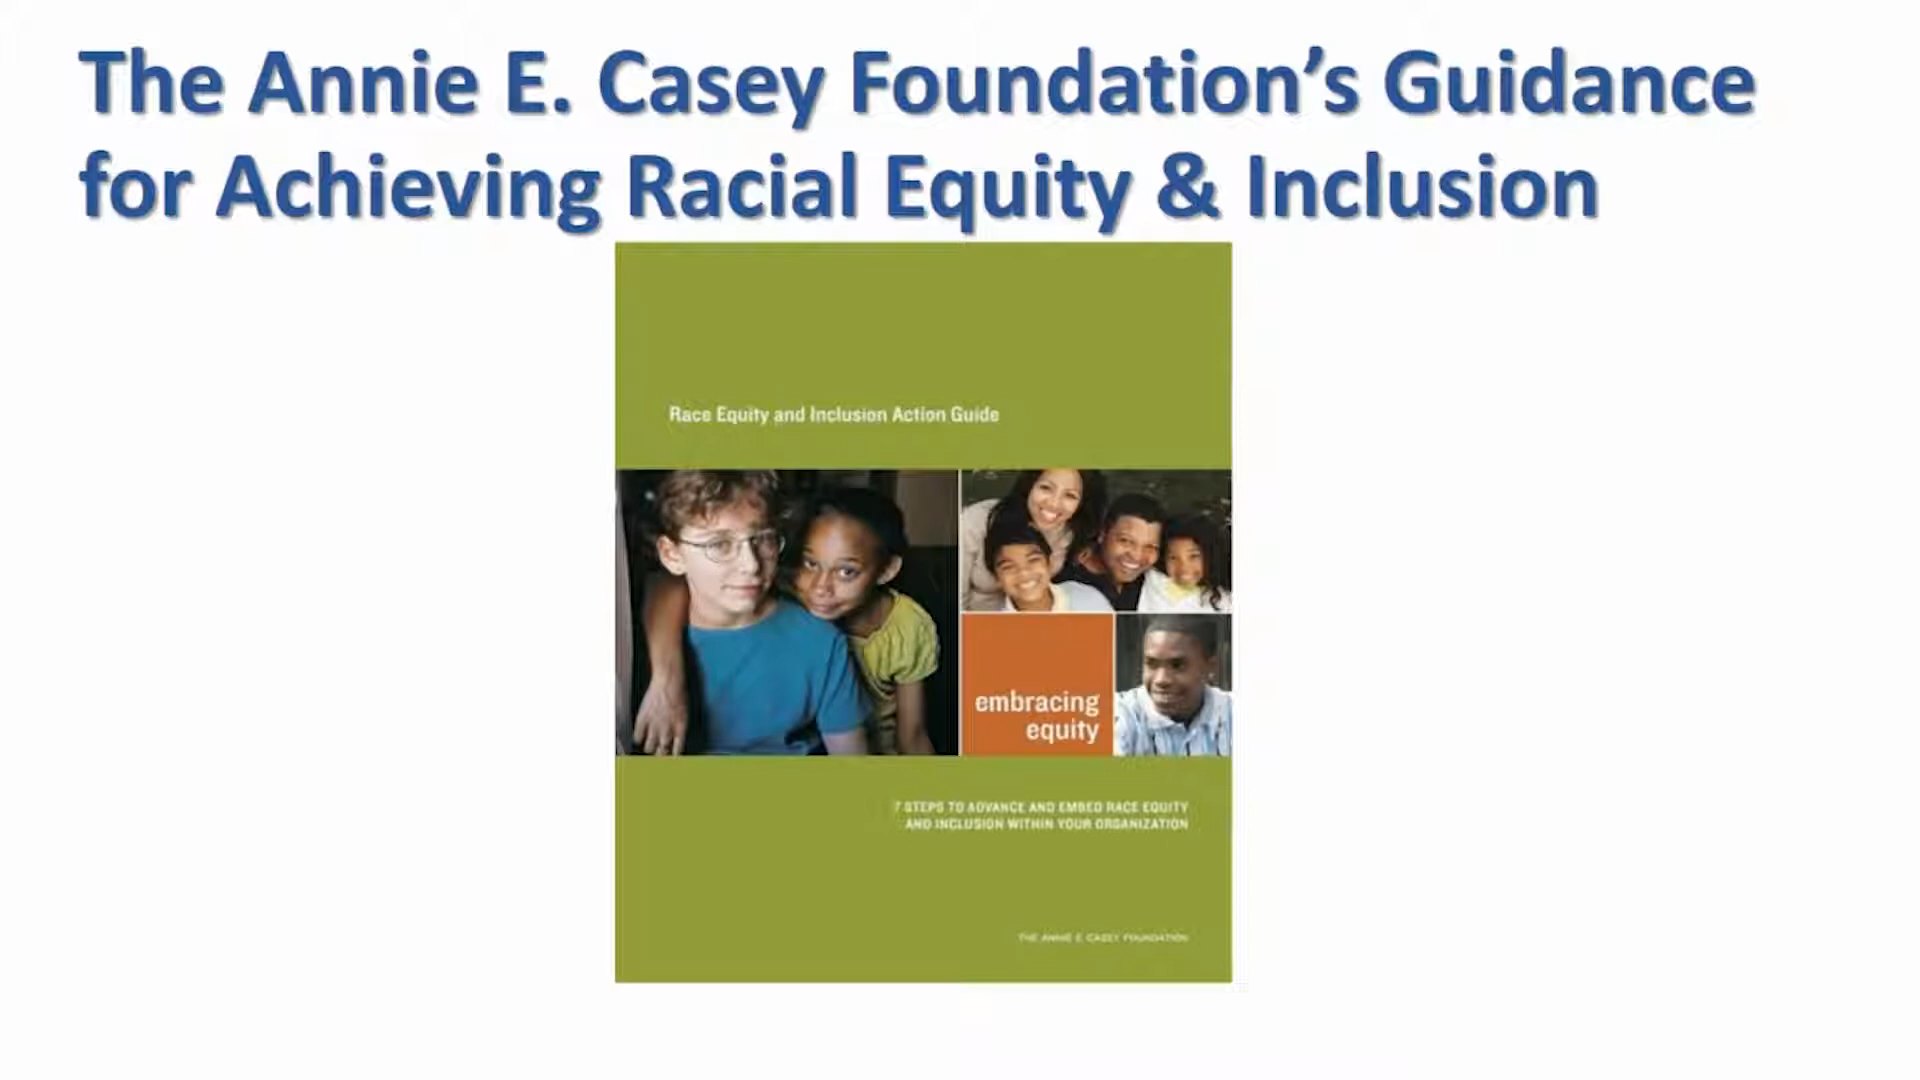 The Annie E. Casey Foundation’s Guidance
for Achieving Racial Equity & Inclusion
Race Equity and Inclusion Action Guide
embracing
equity
7 STEPS TO ADVANCE AND EMBED RACE EQUITY
AND INCLUSION WITHIN YOUR ORGANIZATION
THE ANNIE E. CASEY FOUNDATION